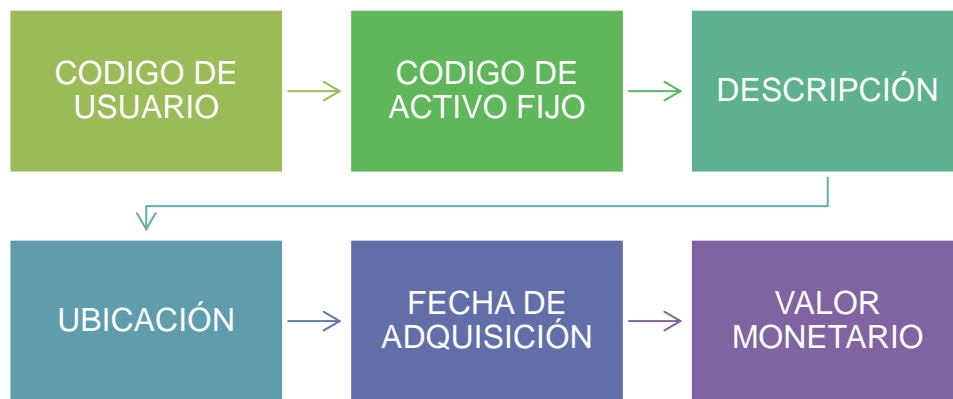 CODIGO DE
USUARIO
CODIGO DE
ACTIVO FIJO
DESCRIPCIÓN
UBICACIÓN
FECHA DE
ADQUISICIÓN
VALOR
MONETARIO